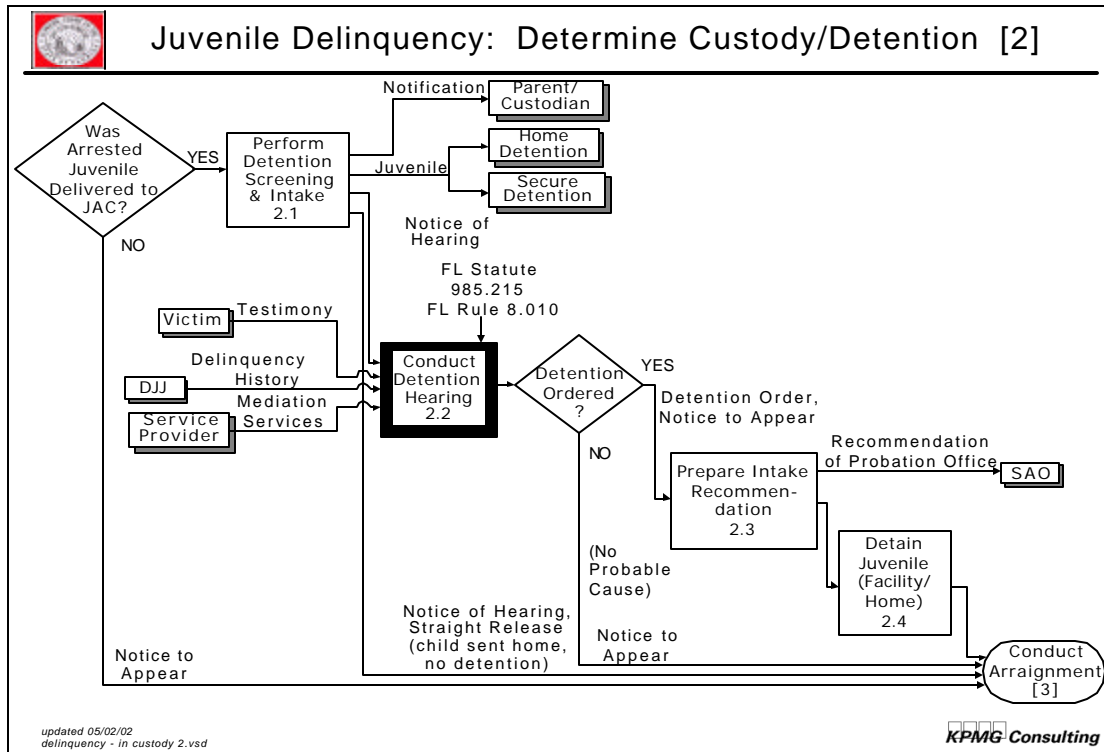 Juvenile Delinquency: Determine Custody/Detention [2]
Was
Arrested
Juvenile
Delivered to
JAC?
YES
NO
Perform
Detention
Screening
& Intake
2.1
Notification
Parent/
Custodian
Juvenile
Home
Detention
Secure
Detention
Notice of
Hearing
FL Statute
985.215
FL Rule 8.010
Victim
Testimony
DJJ
Delinquency
History
Service
Provider
Mediation
Services
Conduct
Detention
Hearing
2.2
Detention
Ordered
?
YES
Detention Order,
Notice to Appear
NO
(No
Probable
Cause)
Prepare Intake
Recommen-
dation
2.3
Recommendation
of Probation Office
SAO
Detain
Juvenile
(Facility/
Home)
2.4
Notice of Hearing,
Straight Release
(child sent home,
no detention)
Notice to
Appear
Notice to
Appear
Conduct
Arraignment
[3]
updated 05/02/02
delinquency - in custody 2.vsd
KPMG Consulting